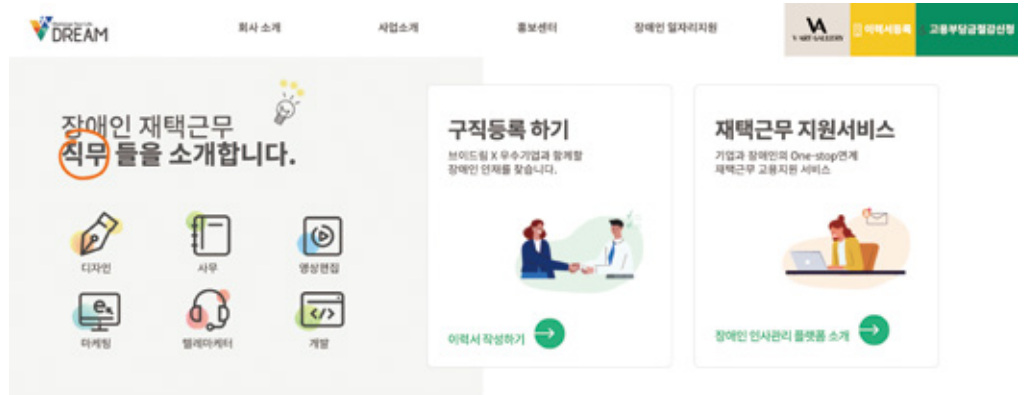 DREAM
회사 소개
사업소개
홍보센터
장애인 일자리지원
V ART GALLERY
이력서등록
고용부담금절감신청
장애인 재택근무
직무 들을 소개합니다.
디자인
사무
영상편집
마케팅
텔레마케터
개발
구직등록 하기
브이드림 X 우수기업과 함께할
장애인 인재를 찾습니다.
이력서 작성하기
재택근무 지원서비스
기업과 장애인의 One-stop연계
재택근무 고용지원 서비스
장애인 인사관리 플랫폼 소개